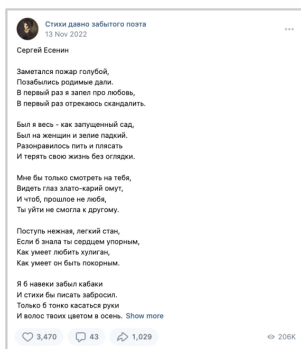 Стихи давно забытого поэта
13 Nov 2022
Сергей Есенин
Заметался пожар голубой,
Позабылись родимые дали.
В первый раз я запел про любовь,
В первый раз отрекаюсь скандалить.
Был я весь - как запущенный сад,
Был на женщин и зелие падкий.
Разонравилось пить и плясать
И терять свою жизнь без оглядки.
Мне бы только смотреть на тебя,
Видеть глаз злато-карий омут,
И чтоб, прошлое не любя,
Ты уйти не смогла к другому.
Поступь нежная, легкий стан,
Если б знала ты сердцем упорным,
Как умеет любить хулиган,
Как умеет он быть покорным.
Я б навеки забыл кабаки
И стихи бы писать забросил.
Только б тонко касаться руки
И волос твоих цветом в осень. Show more
3,470 43 1,029 206K